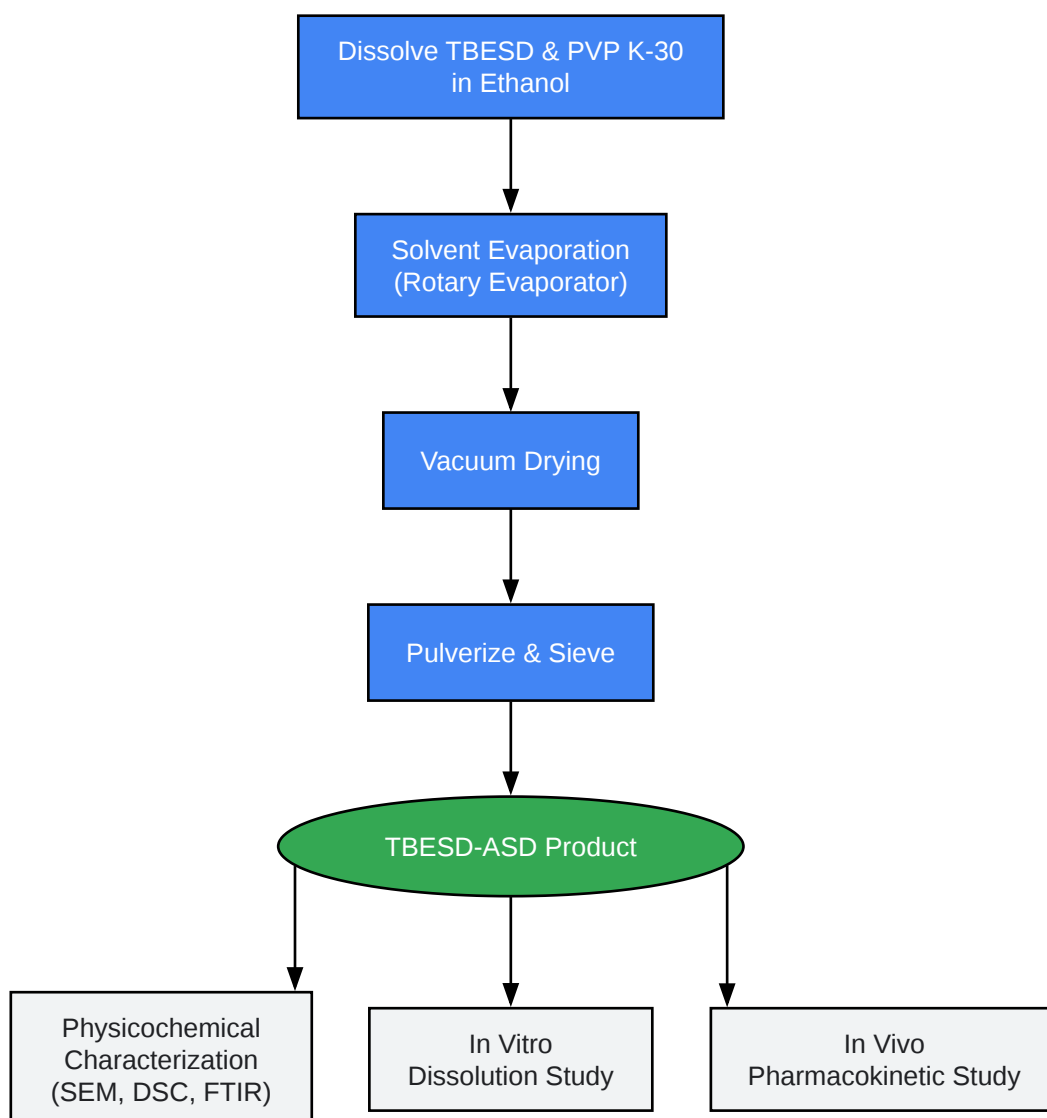 Dissolve TBESD & PVP K-30
in Ethanol
Solvent Evaporation
(Rotary Evaporator)
Vacuum Drying
Pulverize & Sieve
TBESD-ASD Product
Physicochemical
Characterization
(SEM, DSC, FTIR)
In Vitro
Dissolution Study
In Vivo
Pharmacokinetic Study